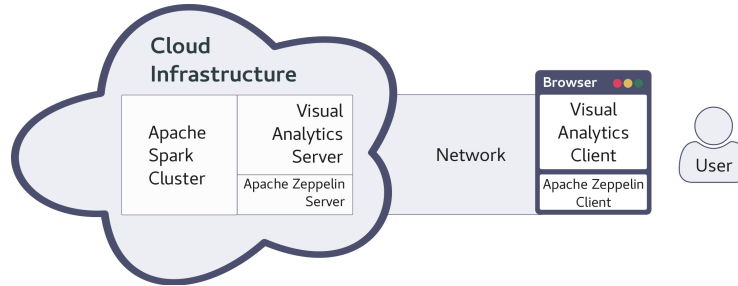 Cloud
Infrastructure
Apache
Spark
Cluster
Visual
Analytics
Server
Apache Zeppelin
Server
Network
Browser
Visual
Analytics
Client
Apache Zeppelin
Client
User